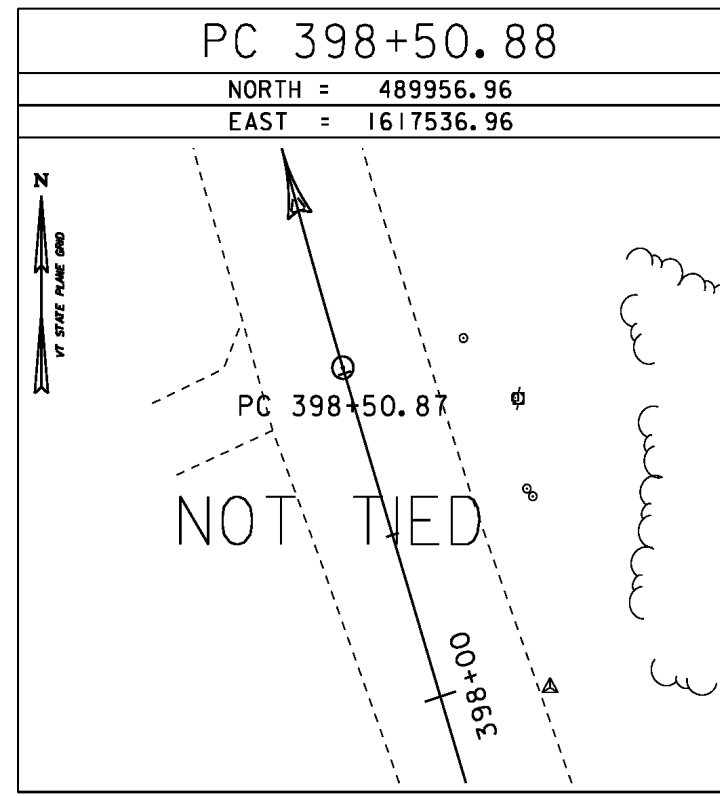 PC 398+50.88
NORTH = 489956.96
EAST = 1617536.96
N
VT STATE PLANE GRID
PC 398+50.87
NOT TIED
398+00